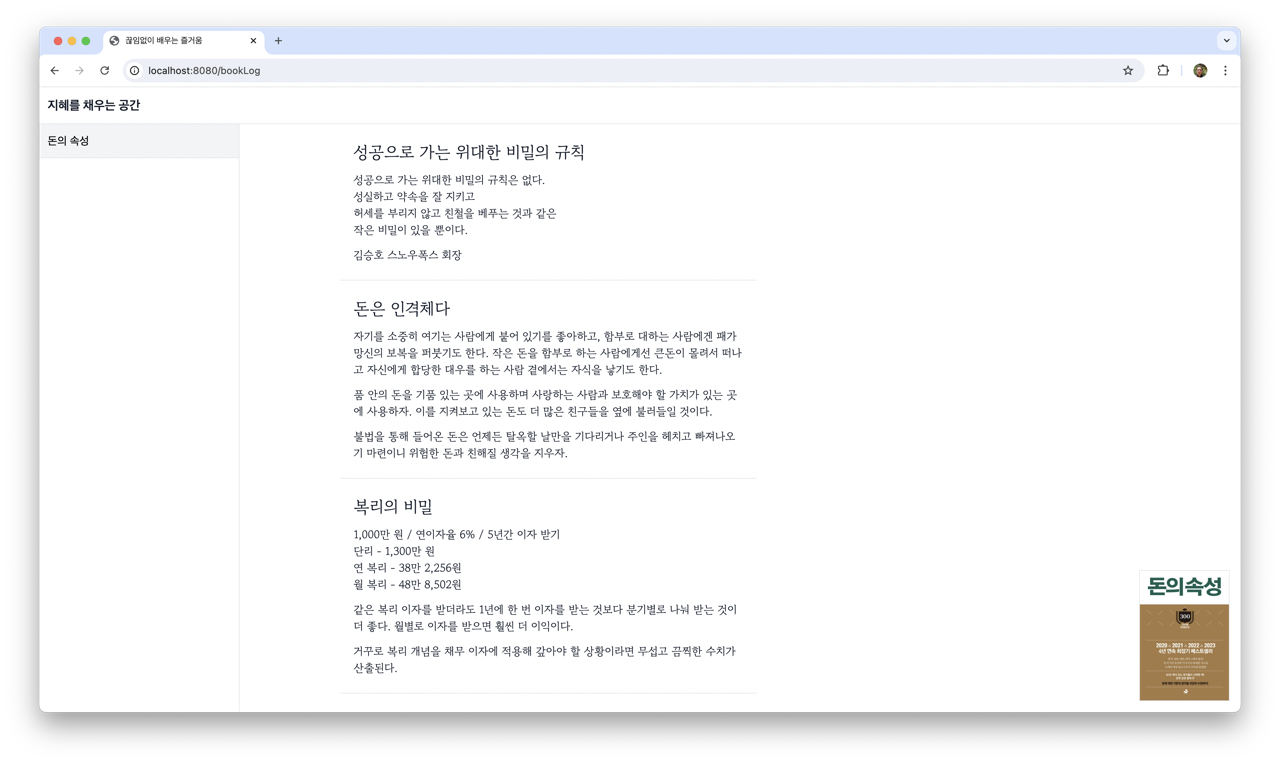 끊임없이 배우는 즐거움
localhost:8080/bookLog
지혜를 채우는 공간
돈의 속성
성공으로 가는 위대한 비밀의 규칙
성공으로 가는 위대한 비밀의 규칙은 없다.
성실하고 약속을 잘 지키고
허세를 부리지 않고 친철을 베푸는 것과 같은
작은 비밀이 있을 뿐이다.
김승호 스노우폭스 회장
돈은 인격체다
자기를 소중히 여기는 사람에게 붙어 있기를 좋아하고, 함부로 대하는 사람에겐 패가
망신의 보복을 퍼붓기도 한다. 작은 돈을 함부로 하는 사람에게선 큰돈이 몰려서 떠나
고 자신에게 합당한 대우를 하는 사람 곁에서는 자식을 낳기도 한다.
품 안의 돈을 기품 있는 곳에 사용하며 사랑하는 사람과 보호해야 할 가치가 있는 곳
에 사용하자. 이를 지켜보고 있는 돈도 더 많은 친구들을 옆에 불러들일 것이다.
불법을 통해 들어온 돈은 언제든 탈옥할 날만을 기다리거나 주인을 헤치고 빠져나오
기 마련이니 위험한 돈과 친해질 생각을 지우자.
복리의 비밀
1,000만 원 / 연이자율 6% / 5년간 이자 받기
단리 - 1,300만 원
연 복리 - 38만 2,256원
월 복리 - 48만 8,502원
같은 복리 이자를 받더라도 1년에 한 번 이자를 받는 것보다 분기별로 나눠 받는 것이
더 좋다. 월별로 이자를 받으면 훨씬 더 이익이다.
거꾸로 복리 개념을 채무 이자에 적용해 갚아야 할 상황이라면 무섭고 끔찍한 수치가
산출된다.
돈의속성
300
2020 · 2021 · 2022 · 2023
4년 연속 최장기 베스트셀러